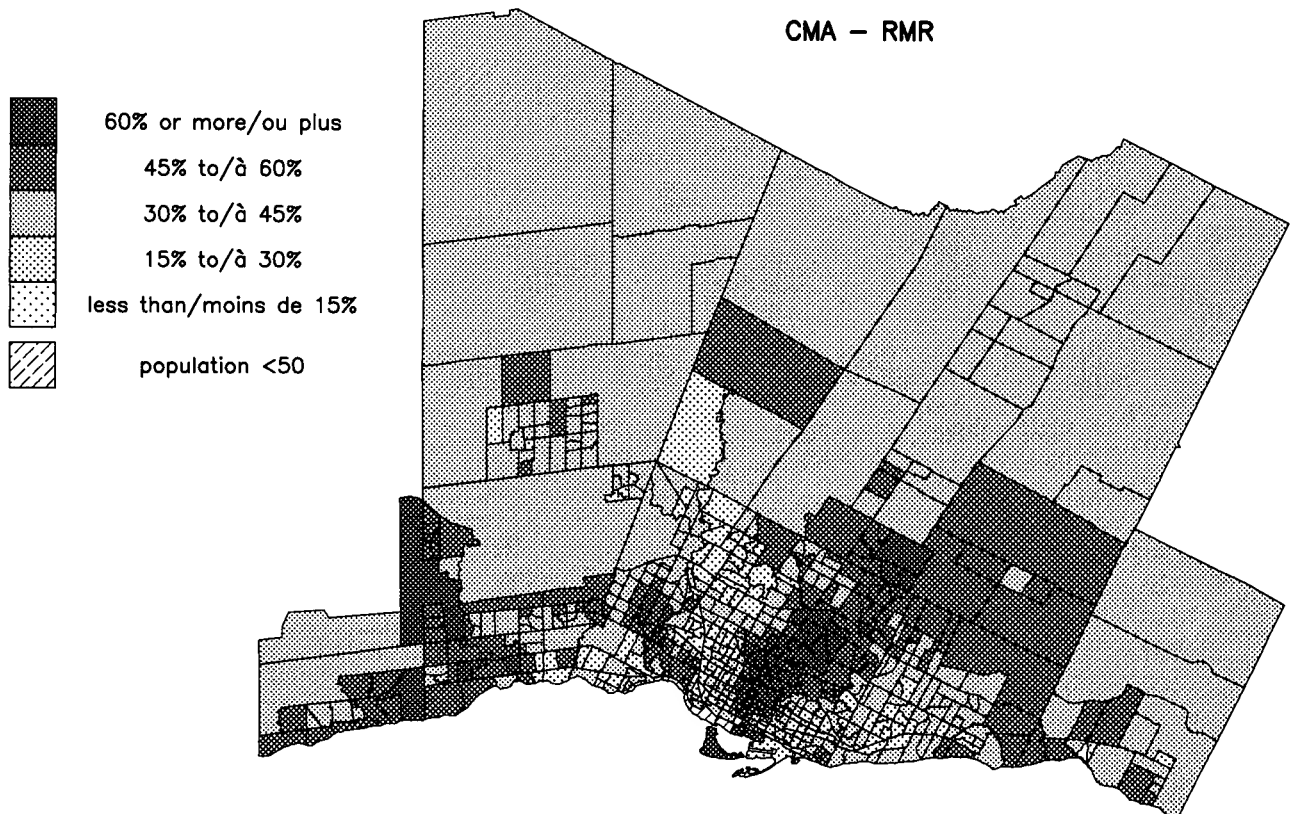 CMA – RMR
60% or more/ou plus
45% to/à 60%
30% to/à 45%
15% to/à 30%
less than/moins de 15%
population <50